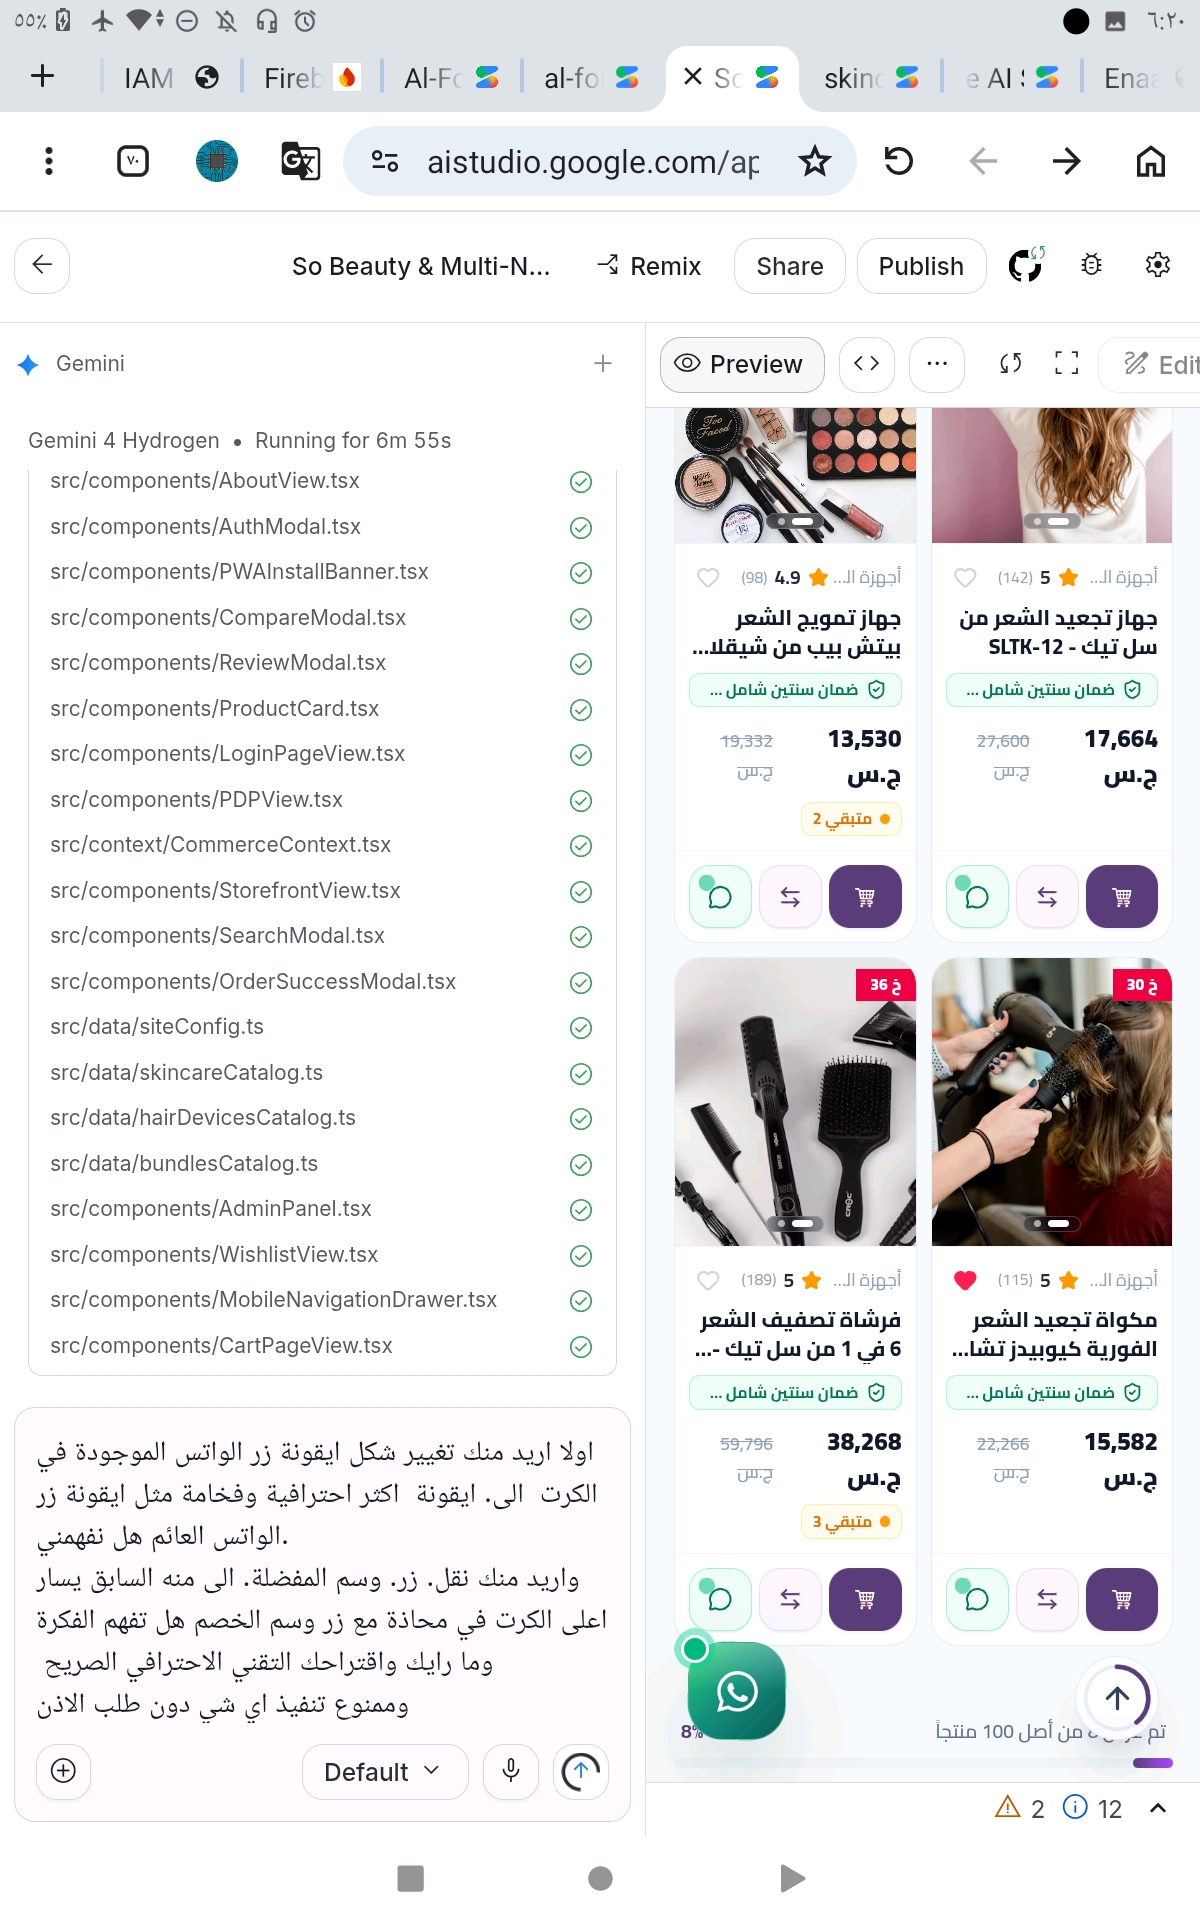 ٥٥٪
٦:٢٠
IAM
Fireb
Al-Fo
al-fo
So
skinc
e AI S
Enaa
aistudio.google.com/ap
So Beauty & Multi-N...
Remix
Share
Publish
Gemini
Preview
Edit
Gemini 4 Hydrogen • Running for 6m 55s
src/components/AboutView.tsx
src/components/AuthModal.tsx
src/components/PWAInstallBanner.tsx
src/components/CompareModal.tsx
src/components/ReviewModal.tsx
src/components/ProductCard.tsx
src/components/LoginPageView.tsx
src/components/PDPView.tsx
src/context/CommerceContext.tsx
src/components/StorefrontView.tsx
src/components/SearchModal.tsx
src/components/OrderSuccessModal.tsx
src/data/siteConfig.ts
src/data/skincareCatalog.ts
src/data/hairDevicesCatalog.ts
src/data/bundlesCatalog.ts
src/components/AdminPanel.tsx
src/components/WishlistView.tsx
src/components/MobileNavigationDrawer.tsx
src/components/CartPageView.tsx
اولا اريد منك تغيير شكل ايقونة زر الواتس الموجودة في
الكرت  الى. ايقونة  اكثر احترافية وفخامة مثل ايقونة زر
الواتس العائم هل نفهمني.
واريد منك نقل. زر. وسم المفضلة. الى منه السابق يسار
اعلى الكرت في محاذة مع زر وسم الخصم هل تفهم الفكرة
وما رايك واقتراحك التقني الاحترافي الصريح
وممنوع تنفيذ اي شي دون طلب الاذن
Default
Too Faced
أجهزة الـ... 5 (142)
جهاز تجعيد الشعر من
سل تيك - SLTK-12
ضمان سنتين شامل ...
17,664 27,600
ج.س ج.س
أجهزة الـ... 4.9 (98)
جهاز تمويج الشعر
بيتش بيب من شيقلا...
ضمان سنتين شامل ...
13,530 19,332
ج.س ج.س
متبقي 2
خ 30
أجهزة الـ... 5 (115)
مكواة تجعيد الشعر
الفورية كيوبيدز تشا...
ضمان سنتين شامل ...
15,582 22,266
ج.س ج.س
خ 36
أجهزة الـ... 5 (189)
فرشاة تصفيف الشعر
6 في 1 من سل تيك -...
ضمان سنتين شامل ...
38,268 59,796
ج.س ج.س
متبقي 3
تم من أصل 100 منتجاً
8%
2
12